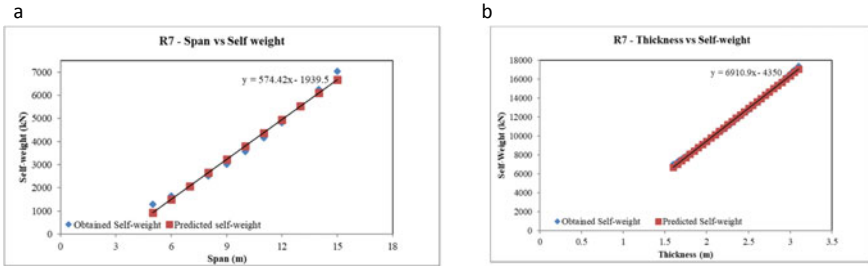 a
R7 - Span vs Self weight
7000
6000
5000
4000
3000
2000
1000
0
Self-weight (kN)
y = 574.42x - 1939.5
Obtained Self-weight Predicted self-weight
0 3 6 9 12 15 18
Span (m)
b
R7 - Thickness vs Self-weight
18000
16000
14000
12000
10000
8000
6000
4000
2000
0
Self-Weight (kN)
y = 6910.9x - 4350
Obtained Self-weight Predicted self-weight
0 0.5 1 1.5 2 2.5 3 3.5
Thickness (m)